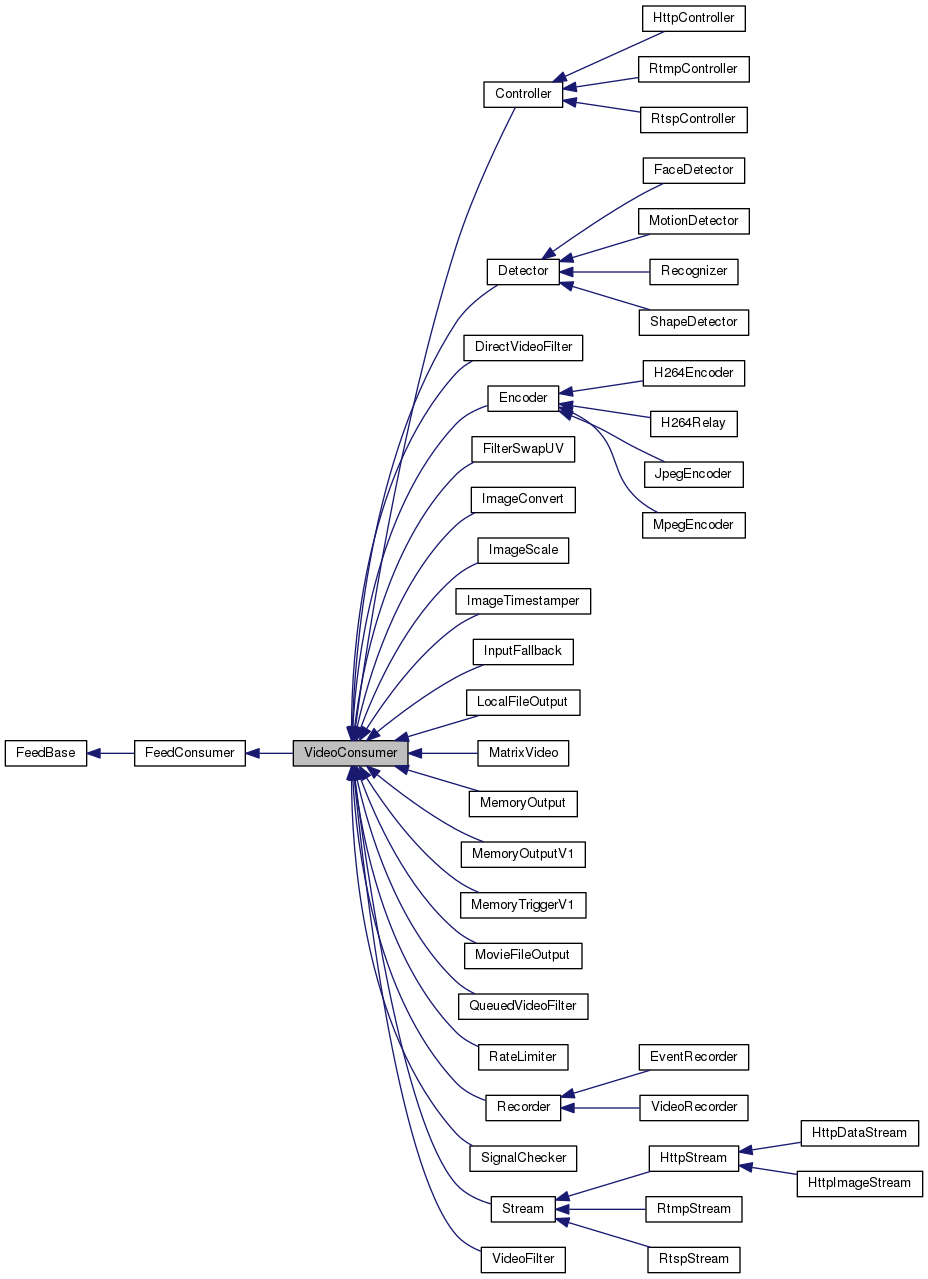 HttpController
RtmpController
Controller
RtspController
FaceDetector
MotionDetector
Detector
Recognizer
ShapeDetector
DirectVideoFilter
H264Encoder
Encoder
H264Relay
FilterSwapUV
JpegEncoder
ImageConvert
MpegEncoder
ImageScale
ImageTimestamper
InputFallback
LocalFileOutput
FeedBase
FeedConsumer
VideoConsumer
MatrixVideo
MemoryOutput
MemoryOutputV1
MemoryTriggerV1
MovieFileOutput
QueuedVideoFilter
RateLimiter
EventRecorder
Recorder
VideoRecorder
HttpDataStream
SignalChecker
HttpStream
HttpImageStream
Stream
RtmpStream
VideoFilter
RtspStream